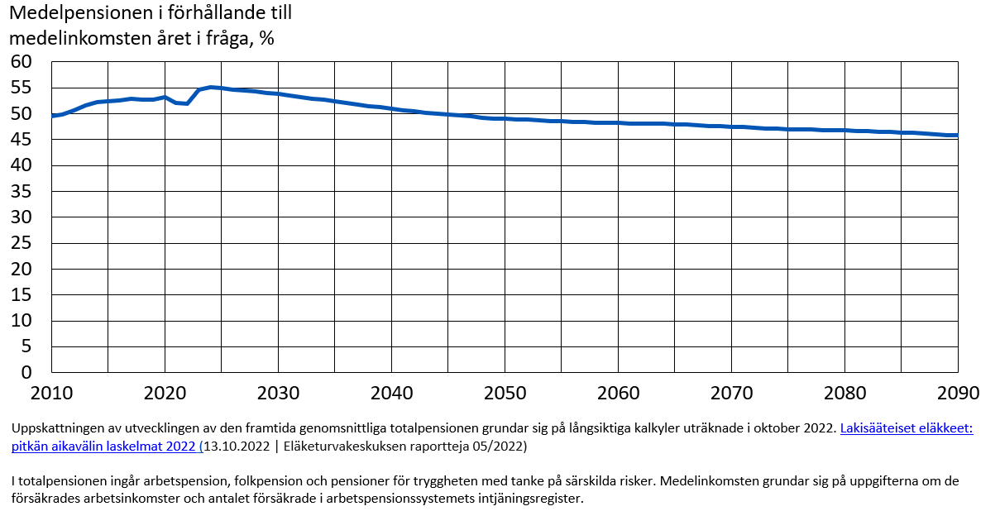 Medelpensionen i förhållande till
medelinkomsten året i fråga, %
60
55
50
45
40
35
30
25
20
15
10
5
0
2010 2020 2030 2040 2050 2060 2070 2080 2090
Uppskattningen av utvecklingen av den framtida genomsnittliga totalpensionen grundar sig på långsiktiga kalkyler uträknade i oktober 2022. Lakisääteiset eläkkeet:
pitkän aikavälin laskelmat 2022 (13.10.2022 | Eläketurvakeskuksen raportteja 05/2022)
I totalpensionen ingår arbetspension, folkpension och pensioner för tryggheten med tanke på särskilda risker. Medelinkomsten grundar sig på uppgifterna om de
försäkrades arbetsinkomster och antalet försäkrade i arbetspensionssystemets intjäningsregister.